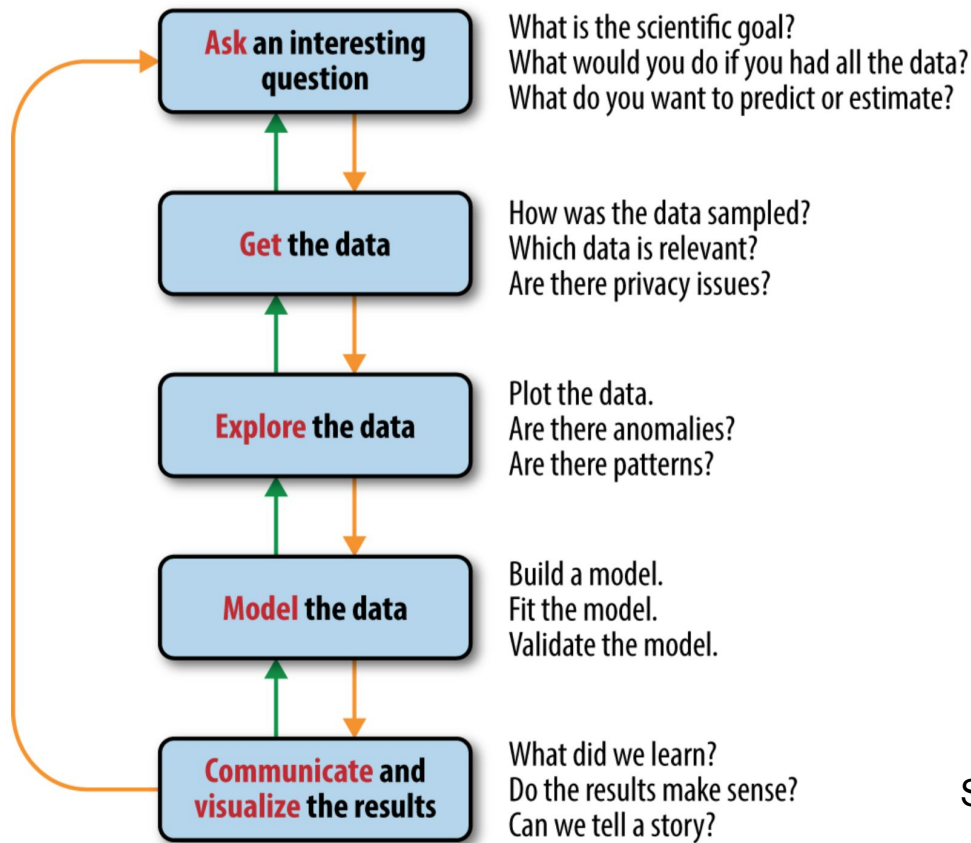 Ask an interesting
question
What is the scientific goal?
What would you do if you had all the data?
What do you want to predict or estimate?
Get the data
How was the data sampled?
Which data is relevant?
Are there privacy issues?
Explore the data
Plot the data.
Are there anomalies?
Are there patterns?
Model the data
Build a model.
Fit the model.
Validate the model.
Communicate and
visualize the results
What did we learn?
Do the results make sense?
Can we tell a story?
S